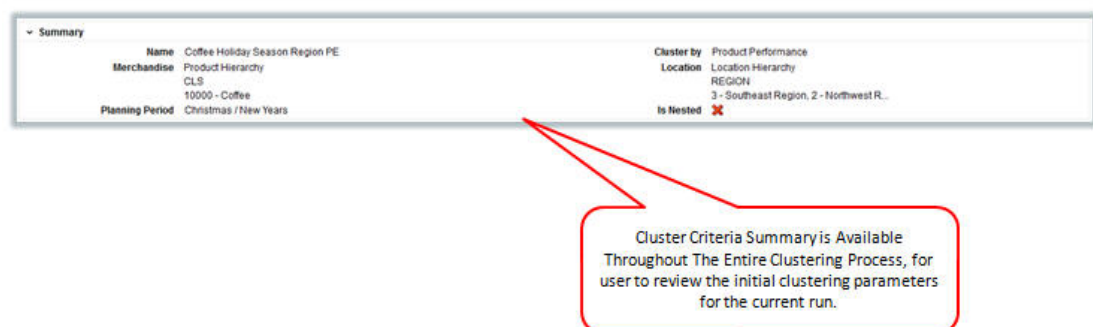 Summary
Name Coffee Holiday Season Region PE Cluster by Product Performance
Merchandise Product Hierarchy Location Location Hierarchy
CLS REGION
10000 - Coffee 3 - Southeast Region, 2 - Northwest R...
Planning Period Christmas / New Years Is Nested
Cluster Criteria Summary is Available
Throughout The Entire Clustering Process, for
user to review the initial clustering parameters
for the current run.